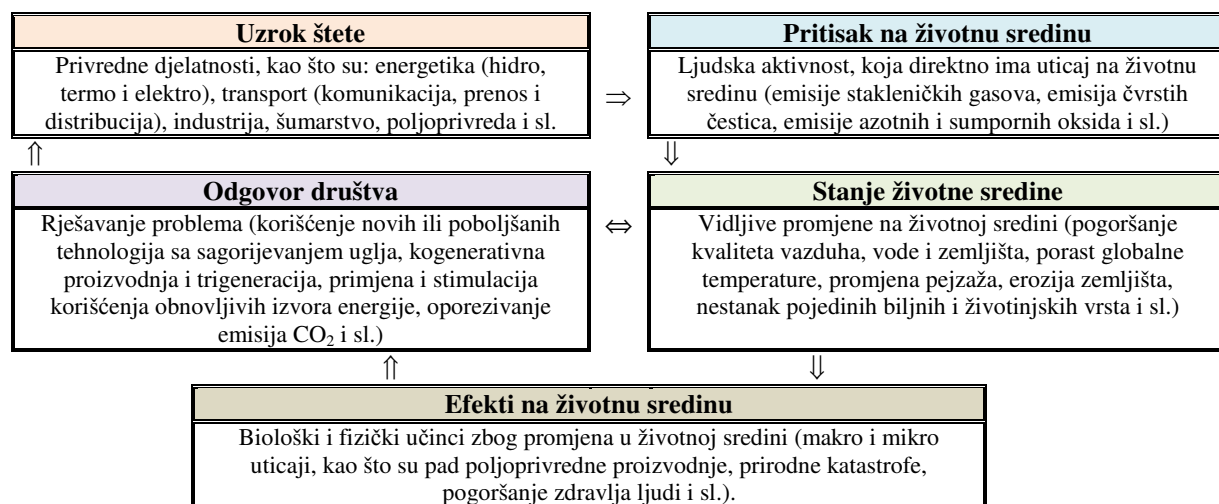 Uzrok štete
Privredne djelatnosti, kao što su: energetika (hidro,
termo i elektro), transport (komunikacija, prenos i
distribucija), industrija, šumarstvo, poljoprivreda i sl.
⇒
Pritisak na životnu sredinu
Ljudska aktivnost, koja direktno ima uticaj na životnu
sredinu (emisije stakleničkih gasova, emisija čvrstih
čestica, emisije azotnih i sumpornih oksida i sl.)
⇑
⇓
Odgovor društva
Rješavanje problema (korišćenje novih ili poboljšanih
tehnologija sa sagorijevanjem uglja, kogenerativna
proizvodnja i trigeneracija, primjena i stimulacija
korišćenja obnovljivih izvora energije, oporezivanje
emisija CO₂ i sl.)
⇔
Stanje životne sredine
Vidljive promjene na životnoj sredini (pogoršanje
kvaliteta vazduha, vode i zemljišta, porast globalne
temperature, promjena pejzaža, erozija zemljišta,
nestanak pojedinih biljnih i životinjskih vrsta i sl.)
⇑
⇓
Efekti na životnu sredinu
Biološki i fizički učinci zbog promjena u životnoj sredini (makro i mikro
uticaji, kao što su pad poljoprivredne proizvodnje, prirodne katastrofe,
pogoršanje zdravlja ljudi i sl.).